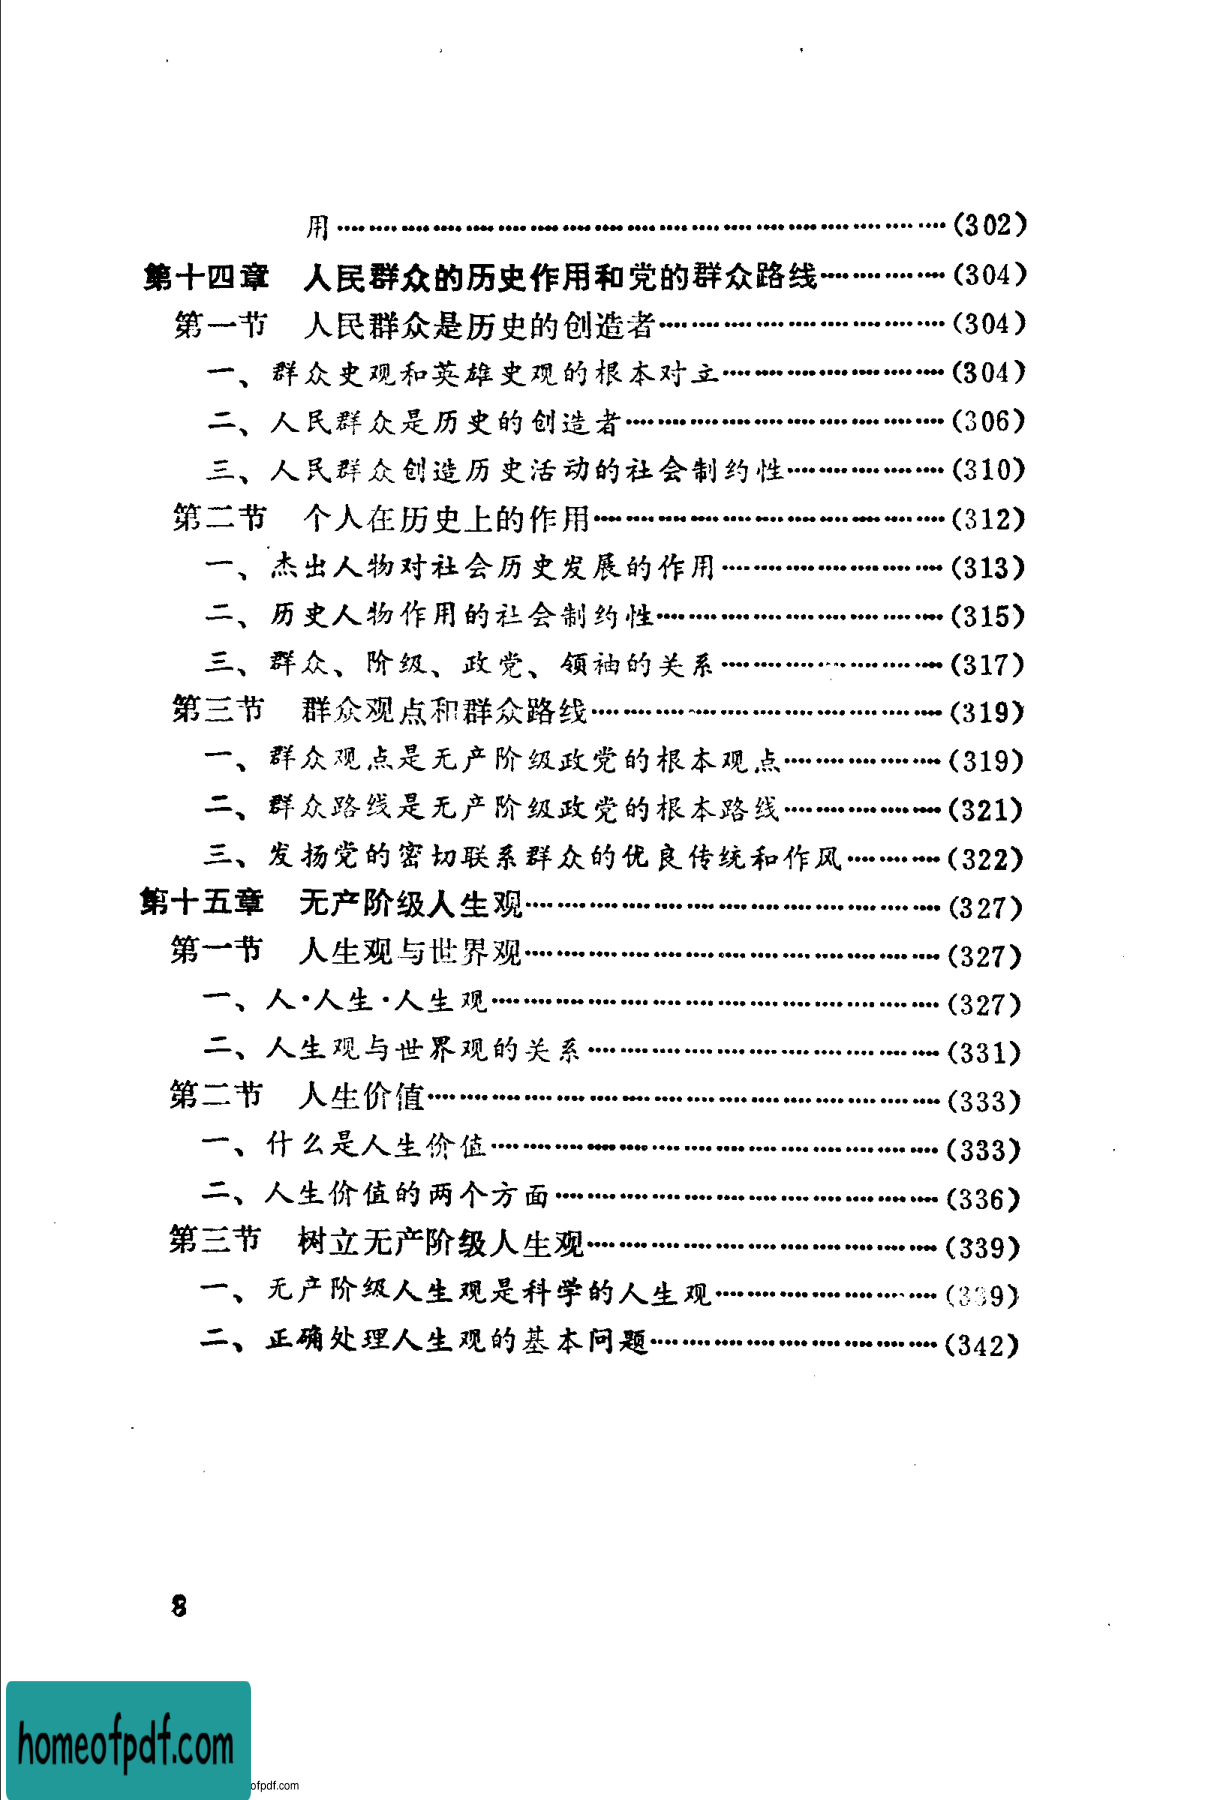 用……………………………………………………(302)
第十四章 人民群众的历史作用和党的群众路线…………(304)
第一节 人民群众是历史的创造者………………………(304)
一、群众史观和英雄史观的根本对立…………………(304)
二、人民群众是历史的创造者…………………………(306)
三、人民群众创造历史活动的社会制约性……………(310)
第二节 个人在历史上的作用……………………………(312)
一、杰出人物对社会历史发展的作用…………………(313)
二、历史人物作用的社会制约性………………………(315)
三、群众、阶级、政党、领袖的关系…………………(317)
第三节 群众观点和群众路线……………………………(319)
一、群众观点是无产阶级政党的根本观点……………(319)
二、群众路线是无产阶级政党的根本路线……………(321)
三、发扬党的密切联系群众的优良传统和作风………(322)
第十五章 无产阶级人生观…………………………………(327)
第一节 人生观与世界观…………………………………(327)
一、人·人生·人生观……………………………………(327)
二、人生观与世界观的关系……………………………(331)
第二节 人生价值…………………………………………(333)
一、什么是人生价值……………………………………(333)
二、人生价值的两个方面………………………………(336)
第三节 树立无产阶级人生观……………………………(339)
一、无产阶级人生观是科学的人生观…………………(339)
二、正确处理人生观的基本问题………………………(342)
8
homeofpdf.com
ofpdf.com